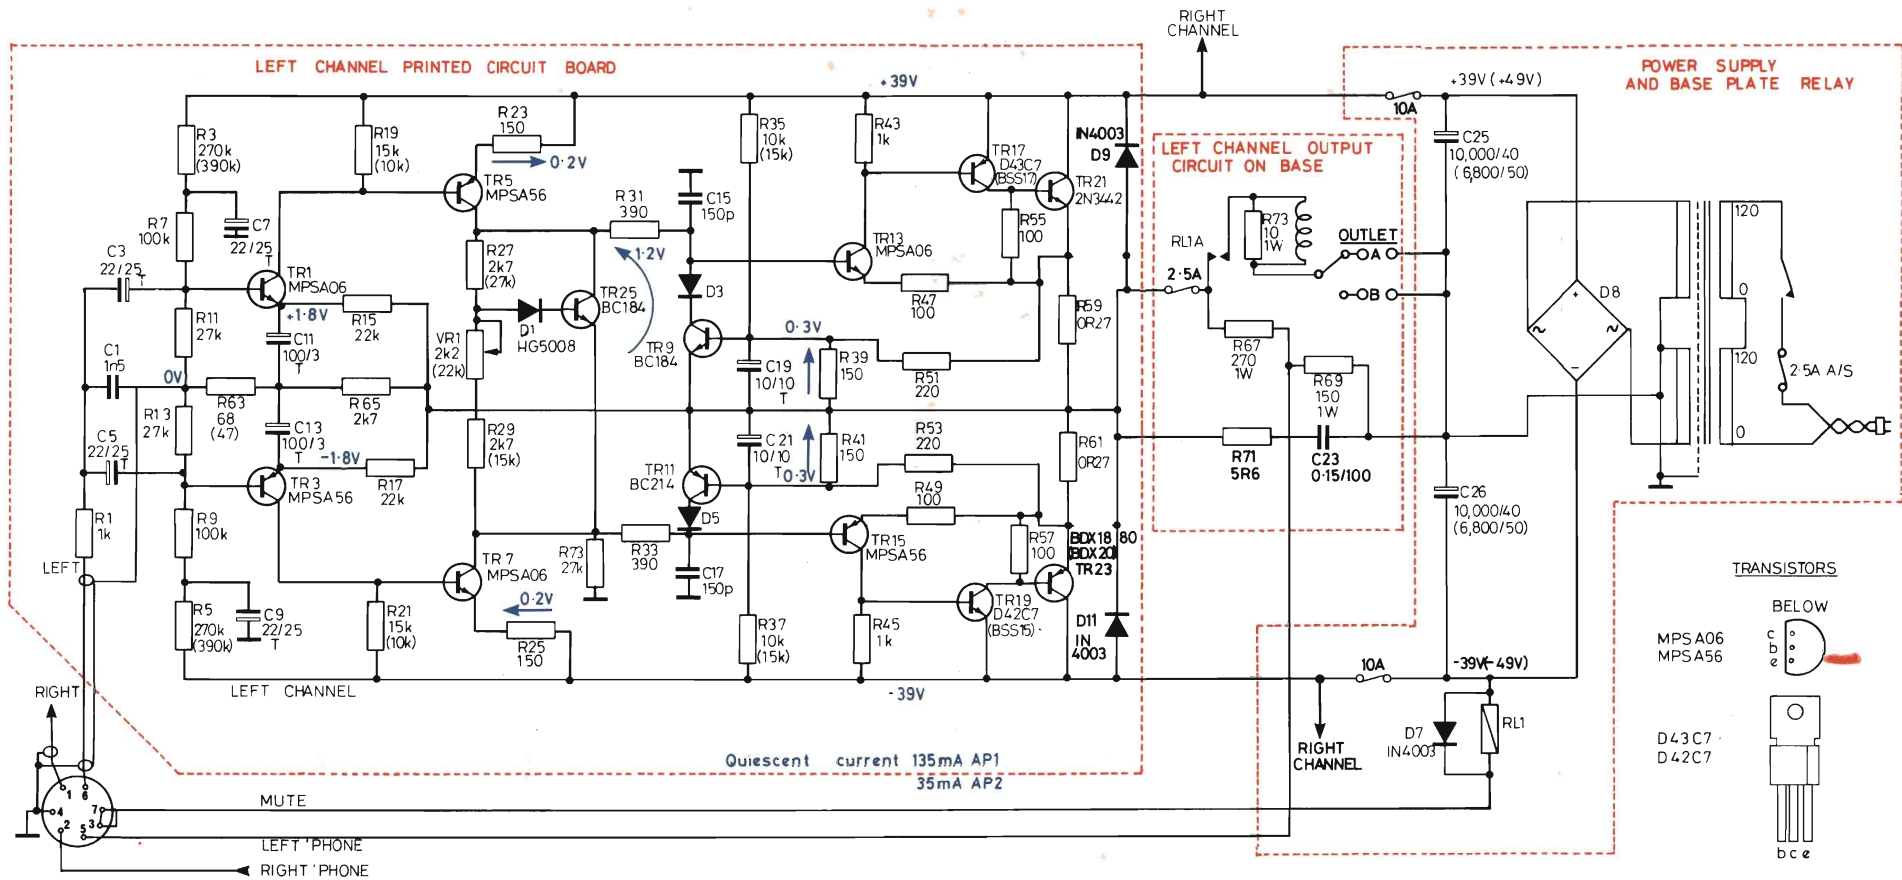 RIGHT
CHANNEL
LEFT CHANNEL PRINTED CIRCUIT BOARD
POWER SUPPLY
AND BASE PLATE RELAY
+39V
+39V (+49V)
10A
R3
270k
(390k)
R19
15k
(10k)
R23
150
0.2V
R35
10k
(15k)
R43
1k
TR17
D43C7
(BSS17)
IN4003
D9
LEFT CHANNEL OUTPUT
CIRCUIT ON BASE
C25
10,000/40
(6,800/50)
TR5
MPSA56
R31
390
C15
150p
TR21
2N3442
R55
100
R7
100k
C7
22/25
T
C3
22/25
T
TR1
MPSA06
R27
2k7
(27k)
1.2V
TR13
MPSA06
RL1A
R73
10
1W
OUTLET
A
B
120
0
120
0
2.5A
D3
TR25
BC184
D1
HG5008
R47
100
R59
0R27
D8
+1.8V
R15
22k
R11
27k
C11
100/3
T
VR1
2k2
(22k)
TR9
BC184
0.3V
C19
10/10
T
R39
150
R51
220
R67
270
1W
R69
150
1W
2.5A A/S
C1
1n5
0V
R63
68
(47)
R65
2k7
R13
27k
C13
100/3
T
C5
22/25
T
-1.8V
R17
22k
R29
2k7
(15k)
TR11
BC214
C21
10/10
T
0.3V
R41
150
R53
220
R61
0R27
R71
5R6
C23
0.15/100
C26
10,000/40
(6,800/50)
TR3
MPSA56
R49
100
D5
R1
1k
R9
100k
R73
27k
R33
390
TR15
MPSA56
R57
100
BDX18 80
(BDX20)
TR23
LEFT
TR7
MPSA06
C17
150p
TRANSISTORS
BELOW
R5
270k
(390k)
C9
22/25
T
R21
15k
(10k)
0.2V
R25
150
R37
10k
(15k)
R45
1k
TR19
D42C7
(BSS15)
D11
IN
4003
MPSA06
MPSA56
c
b
e
LEFT CHANNEL
-39V
10A
-39V(-49V)
RIGHT
RIGHT
CHANNEL
D7
IN4003
RL1
D43C7
D42C7
Quiescent current 135mA AP1
35mA AP2
1 6
4 7
2 5 3
MUTE
LEFT 'PHONE
RIGHT 'PHONE
b c e